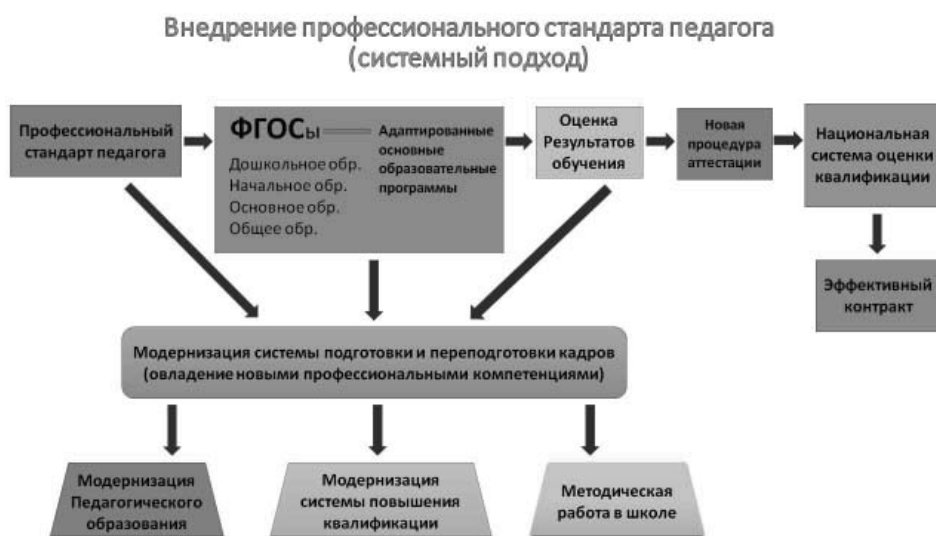 Внедрение профессионального стандарта педагога
(системный подход)
Профессиональный
стандарт педагога
ФГОСы
Дошкольное обр.
Начальное обр.
Основное обр.
Общее обр.
Адаптированные
основные
образовательные
программы
Оценка
Результатов
обучения
Новая
процедура
аттестации
Национальная
система оценки
квалификации
Эффективный
контракт
Модернизация системы подготовки и переподготовки кадров
(овладение новыми профессиональными компетенциями)
Модернизация
Педагогического
образования
Модернизация
системы повышения
квалификации
Методическая
работа в школе